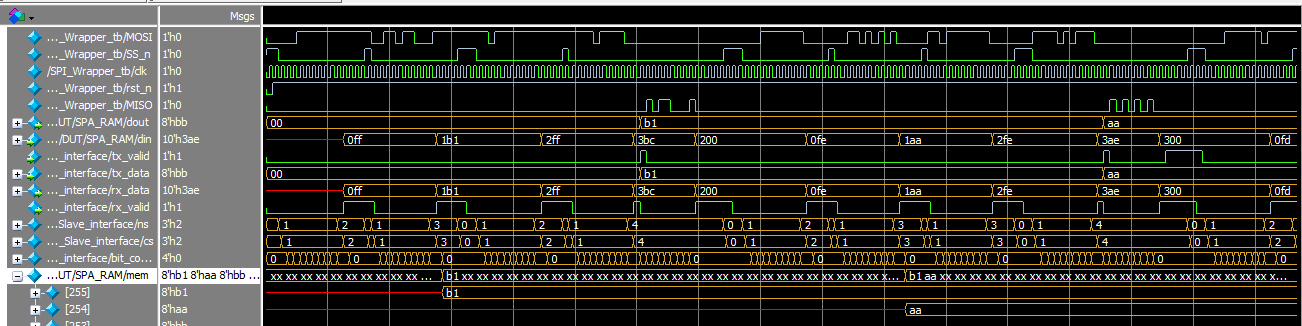 Msgs
..._Wrapper_tb/MOSI 1'h0
..._Wrapper_tb/SS_n 1'h0
/SPI_Wrapper_tb/clk 1'h0
..._Wrapper_tb/rst_n 1'h1
..._Wrapper_tb/MISO 1'h0
...UT/SPA_RAM/dout 8'hbb 00 b1 aa
.../DUT/SPA_RAM/din 10'h3ae 0ff 1b1 2ff 3bc 200 0fe 1aa 2fe 3ae 300 0fd
..._interface/tx_valid 1'h1
..._interface/tx_data 8'hbb 00 b1 aa
..._interface/rx_data 10'h3ae 0ff 1b1 2ff 3bc 200 0fe 1aa 2fe 3ae 300 0fd
..._interface/rx_valid 1'h1
...Slave_interface/ns 3'h2 1 2 1 3 0 1 2 1 4 0 1 2 1 3 1 3 0 1 4 0 1 2
..._Slave_interface/cs 3'h2 1 2 1 3 0 1 2 1 4 0 1 2 1 3 1 3 0 1 4 0 1 2
..._interface/bit_co... 4'h0 0 0 0 0 0 0 0 0 0 0 0
...UT/SPA_RAM/mem 8'hb1 8'haa 8'hbb ... xx xx xx xx xx xx xx xx xx xx ... b1 xx xx xx xx xx xx xx xx xx xx xx xx xx xx xx xx xx xx xx xx xx xx xx xx xx xx xx ... b1 aa xx xx xx xx xx xx xx xx xx xx xx xx xx xx xx xx xx xx xx xx xx xx ...
[255] 8'hb1 b1
[254] 8'haa aa